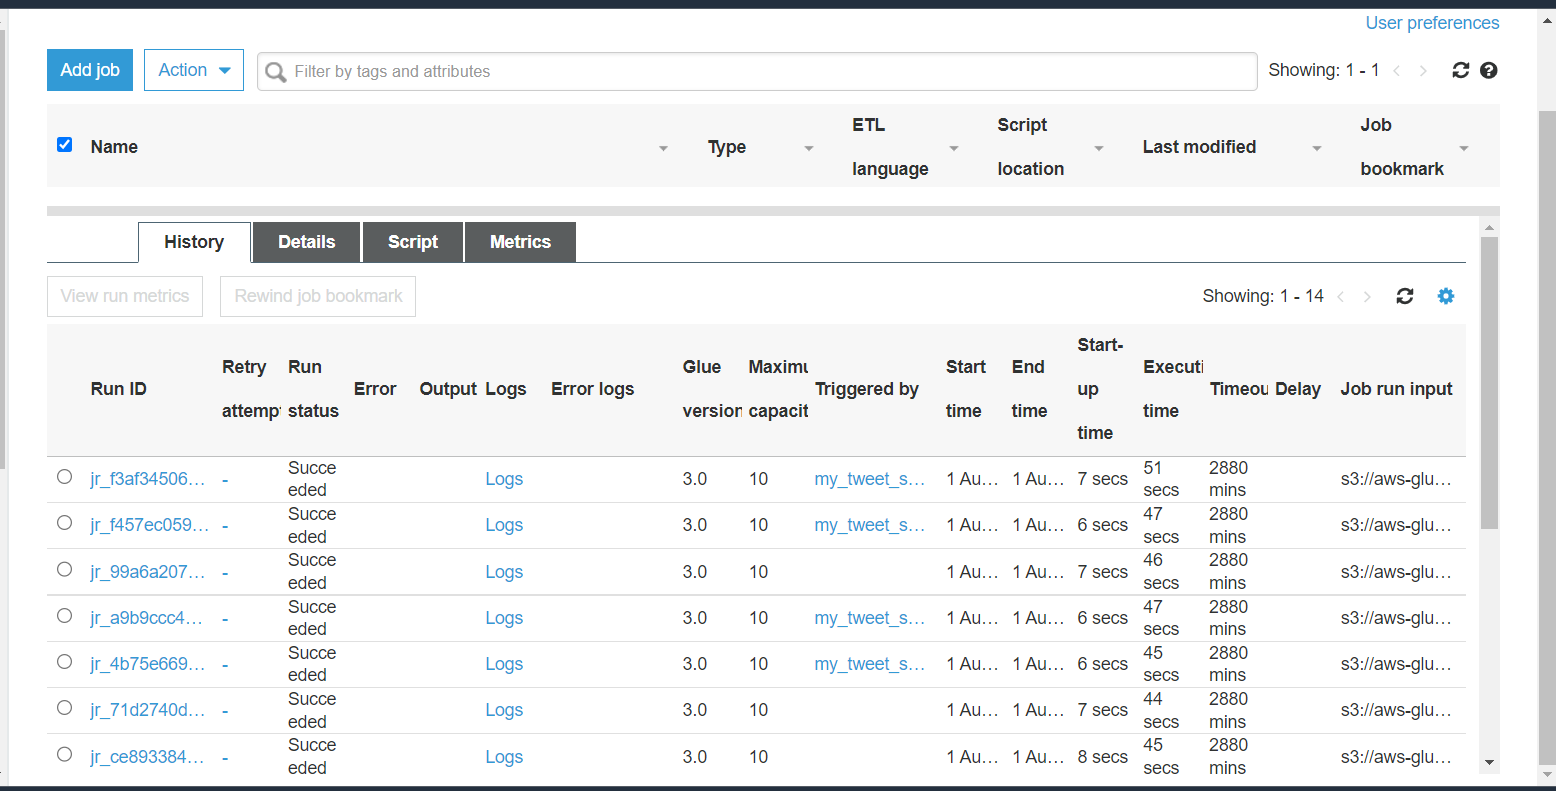 User preferences
Add job Action Filter by tags and attributes Showing: 1 - 1
Name Type ETL language Script location Last modified Job bookmark
History Details Script Metrics
View run metrics Rewind job bookmark Showing: 1 - 14
Run ID Retry attemp Run status Error Output Logs Error logs Glue version Maximu capacit Triggered by Start time End time Start-up time Executi time Timeou Delay Job run input
jr_f3af34506... - Succeeded Logs 3.0 10 my_tweet_s... 1 Au... 1 Au... 7 secs 51 secs 2880 mins s3://aws-glu...
jr_f457ec059... - Succeeded Logs 3.0 10 my_tweet_s... 1 Au... 1 Au... 6 secs 47 secs 2880 mins s3://aws-glu...
jr_99a6a207... - Succeeded Logs 3.0 10 1 Au... 1 Au... 7 secs 46 secs 2880 mins s3://aws-glu...
jr_a9b9ccc4... - Succeeded Logs 3.0 10 my_tweet_s... 1 Au... 1 Au... 6 secs 47 secs 2880 mins s3://aws-glu...
jr_4b75e669... - Succeeded Logs 3.0 10 my_tweet_s... 1 Au... 1 Au... 6 secs 45 secs 2880 mins s3://aws-glu...
jr_71d2740d... - Succeeded Logs 3.0 10 1 Au... 1 Au... 7 secs 44 secs 2880 mins s3://aws-glu...
jr_ce893384... - Succeeded Logs 3.0 10 1 Au... 1 Au... 8 secs 45 secs 2880 mins s3://aws-glu...